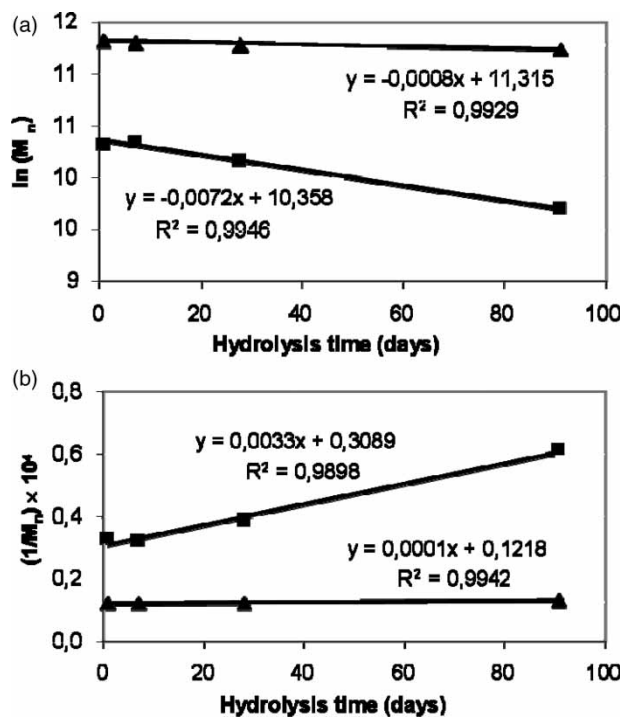 (a)
12
11
11
10
10
9
ln (M n)
y = -0,0008x + 11,315
R² = 0,9929
y = -0,0072x + 10,358
R² = 0,9946
0 20 40 60 80 100
Hydrolysis time (days)
(b)
0,8
0,6
0,4
0,2
0,0
(1/Mn) × 10⁴
y = 0,0033x + 0,3089
R² = 0,9898
y = 0,0001x + 0,1218
R² = 0,9942
0 20 40 60 80 100
Hydrolysis time (days)